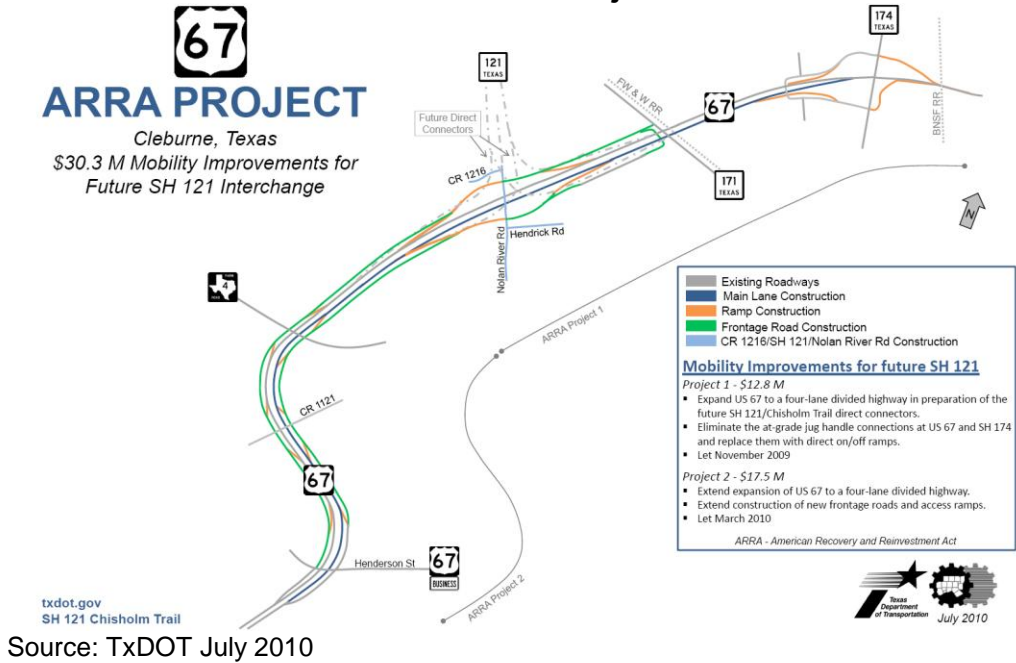 67
ARRA PROJECT
Cleburne, Texas
$30.3 M Mobility Improvements for
Future SH 121 Interchange
174
TEXAS
121
TEXAS
FW & W RR
67
BNSF RR
Future Direct
Connectors
CR 1216
171
TEXAS
N
Hendrick Rd
Nolan River Rd
4
ARRA Project 1
CR 1121
67
Henderson St
67
BUSINESS
ARRA Project 2
Existing Roadways
Main Lane Construction
Ramp Construction
Frontage Road Construction
CR 1216/SH 121/Nolan River Rd Construction
Mobility Improvements for future SH 121
Project 1 - $12.8 M
▪ Expand US 67 to a four-lane divided highway in preparation of the
future SH 121/Chisholm Trail direct connectors.
▪ Eliminate the at-grade jug handle connections at US 67 and SH 174
and replace them with direct on/off ramps.
▪ Let November 2009
Project 2 - $17.5 M
▪ Extend expansion of US 67 to a four-lane divided highway.
▪ Extend construction of new frontage roads and access ramps.
▪ Let March 2010
ARRA - American Recovery and Reinvestment Act
txdot.gov
SH 121 Chisholm Trail
Texas
Department
of Transportation
July 2010
Source: TxDOT July 2010